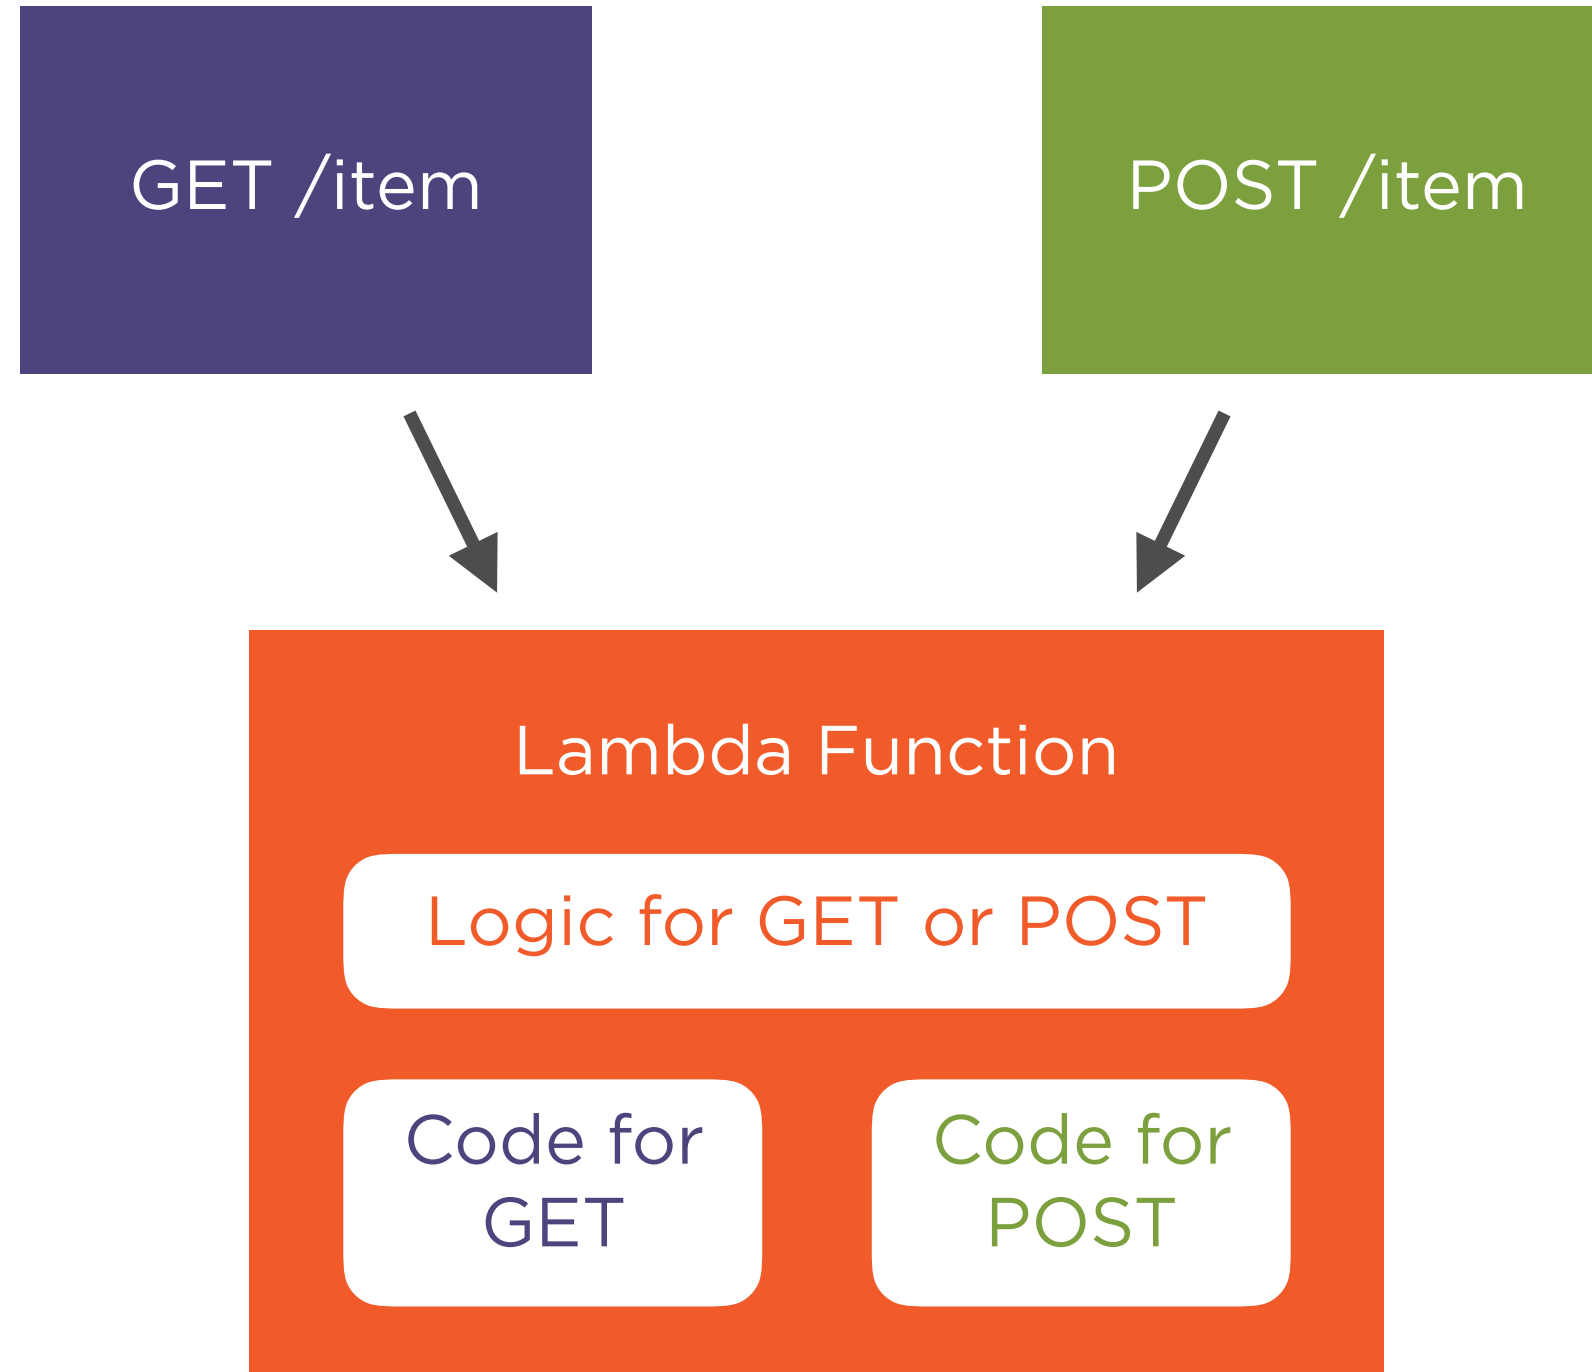 GET /item
POST /item
Lambda Function
Logic for GET or POST
Code for
GET
Code for
POST